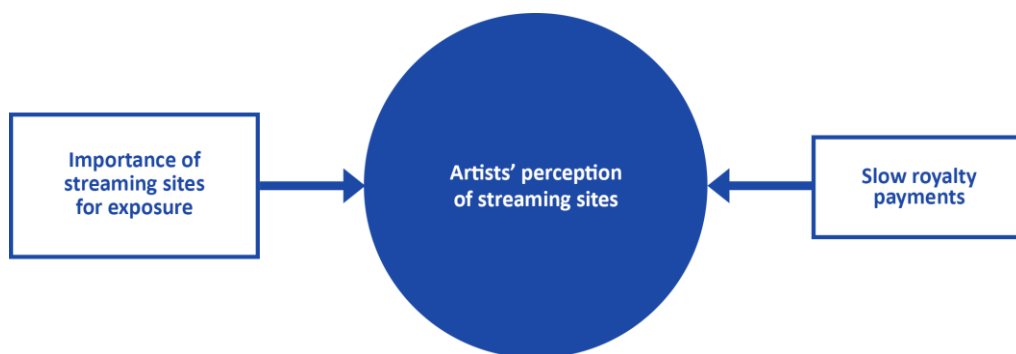 Importance of
streaming sites
for exposure
Artists’ perception
of streaming sites
Slow royalty
payments